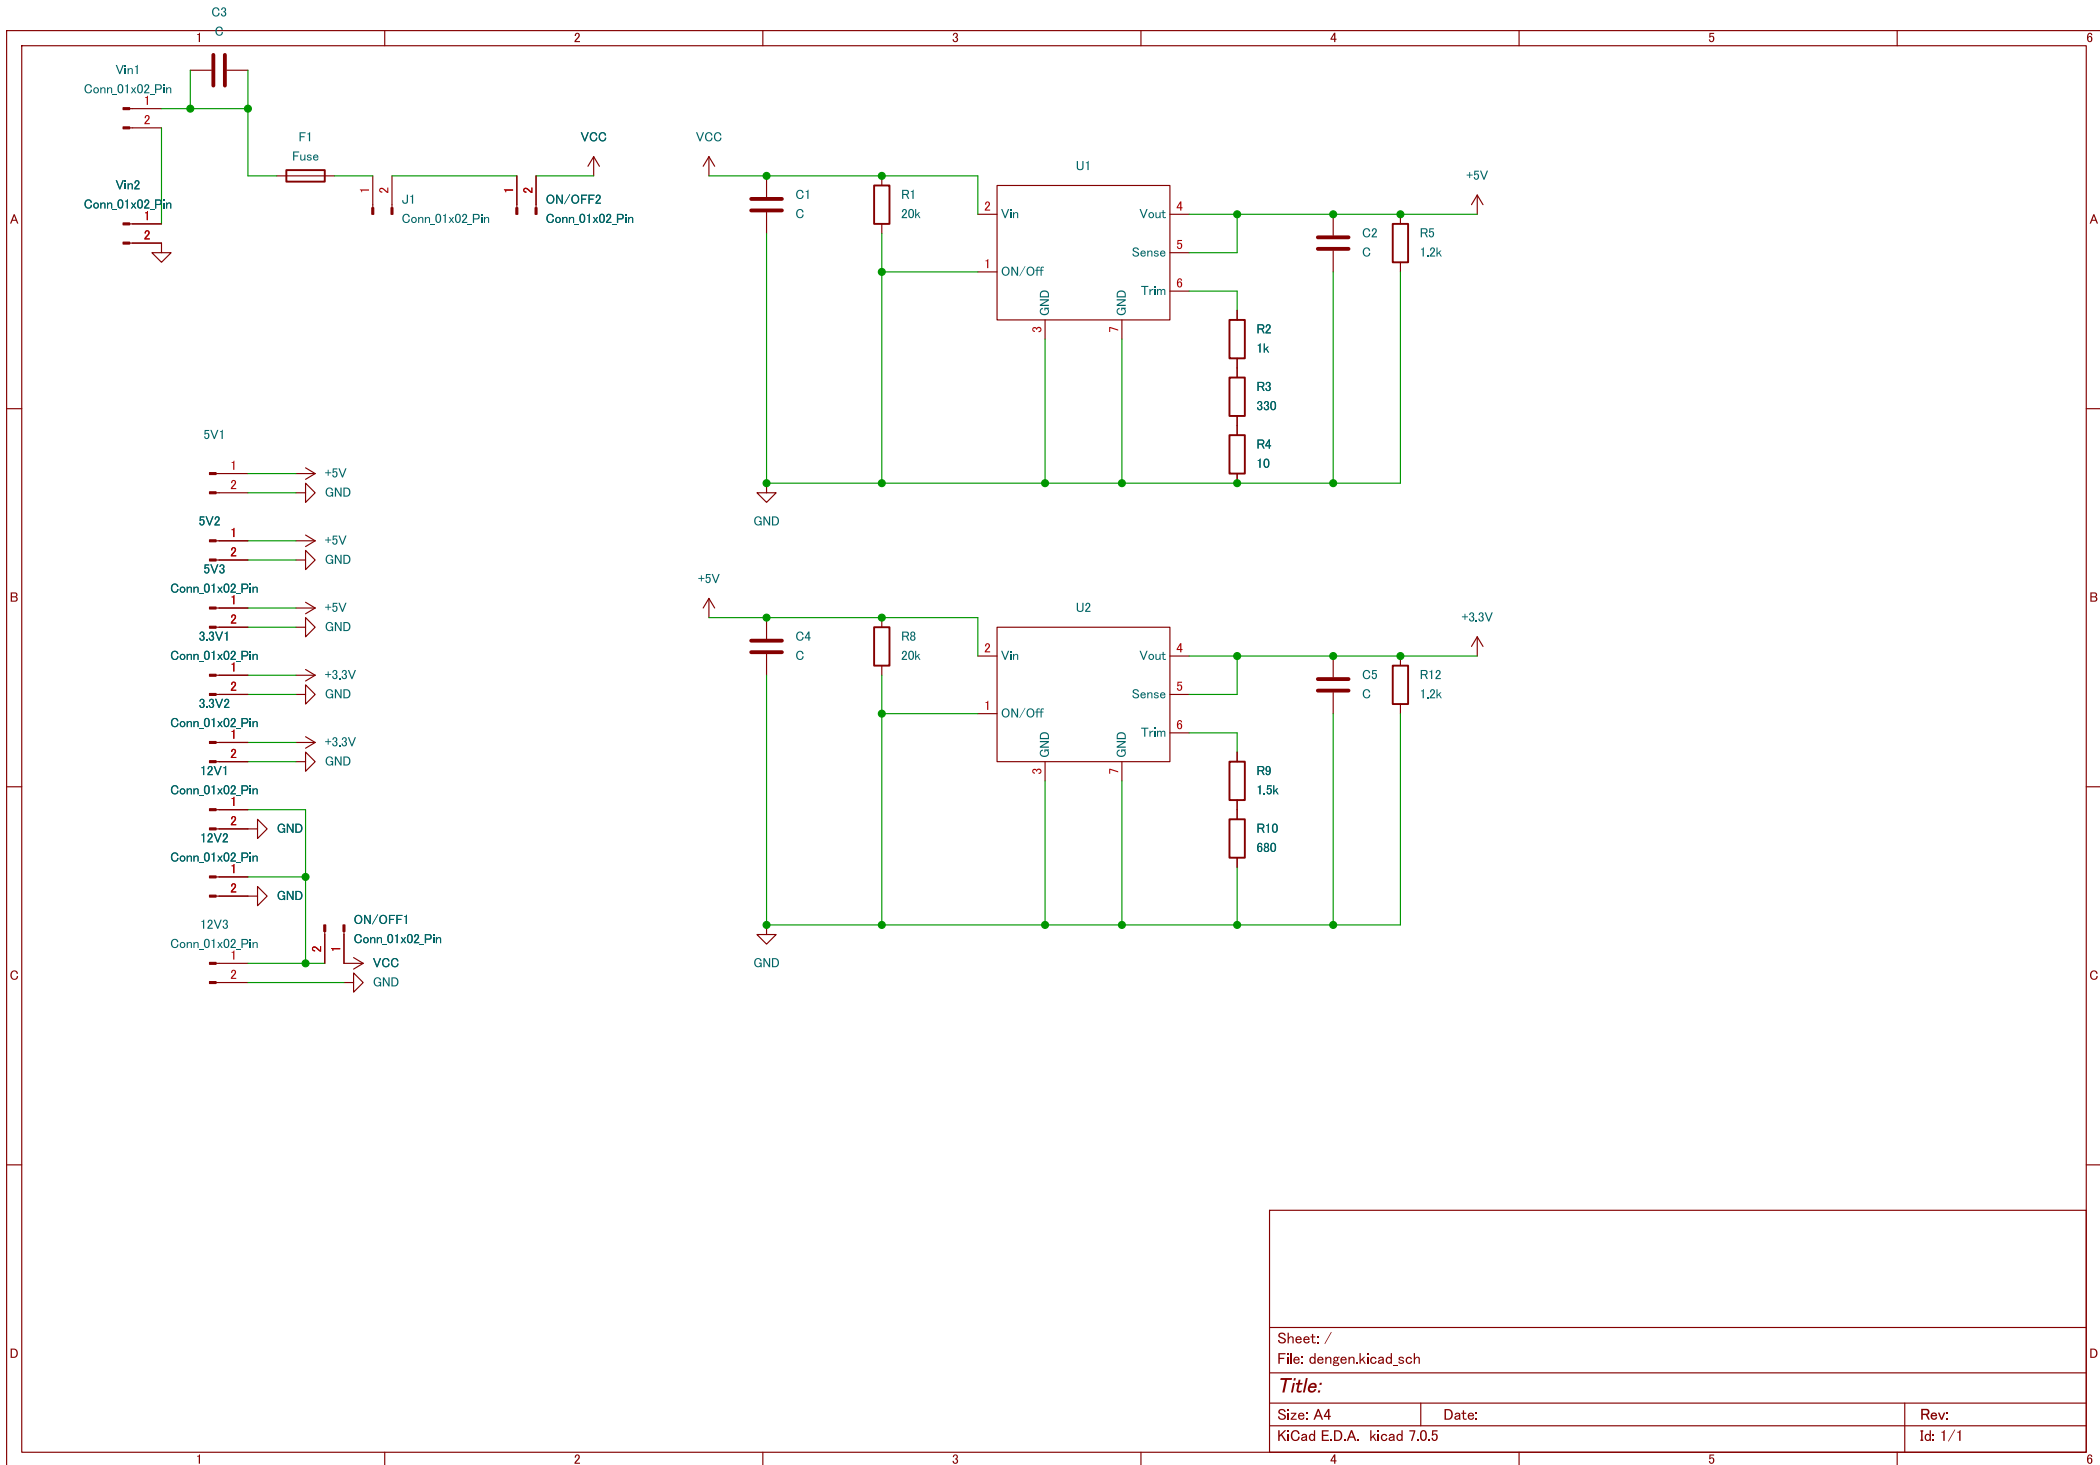 C3
C
1 2 3 4 5 6
Vin1
Conn_01x02_Pin
1
2
Vin2
Conn_01x02_Pin
1
2
F1
Fuse
1
2
J1
Conn_01x02_Pin
VCC
1
2
ON/OFF2
Conn_01x02_Pin
VCC
C1
C
R1
20k
U1
2 Vin
1 ON/Off
GND
3
GND
7
Vout 4
Sense 5
Trim 6
R2
1k
R3
330
R4
10
C2
C
R5
1.2k
+5V
GND
A
A
5V1
1 +5V
2 GND
5V2
1 +5V
2 GND
5V3
Conn_01x02_Pin
1 +5V
2 GND
3.3V1
Conn_01x02_Pin
1 +3.3V
2 GND
3.3V2
Conn_01x02_Pin
1 +3.3V
2 GND
12V1
Conn_01x02_Pin
1
2 GND
12V2
Conn_01x02_Pin
1
2 GND
12V3
Conn_01x02_Pin
1
2
ON/OFF1
Conn_01x02_Pin
2
1
VCC
GND
B
B
+5V
C4
C
R8
20k
U2
2 Vin
1 ON/Off
GND
3
GND
7
Vout 4
Sense 5
Trim 6
R9
1.5k
R10
680
C5
C
R12
1.2k
+3.3V
GND
C
C
D
D
Sheet: /
File: dengen.kicad_sch
Title:
Size: A4 Date: Rev:
KiCad E.D.A. kicad 7.0.5 Id: 1/1
1 2 3 4 5 6